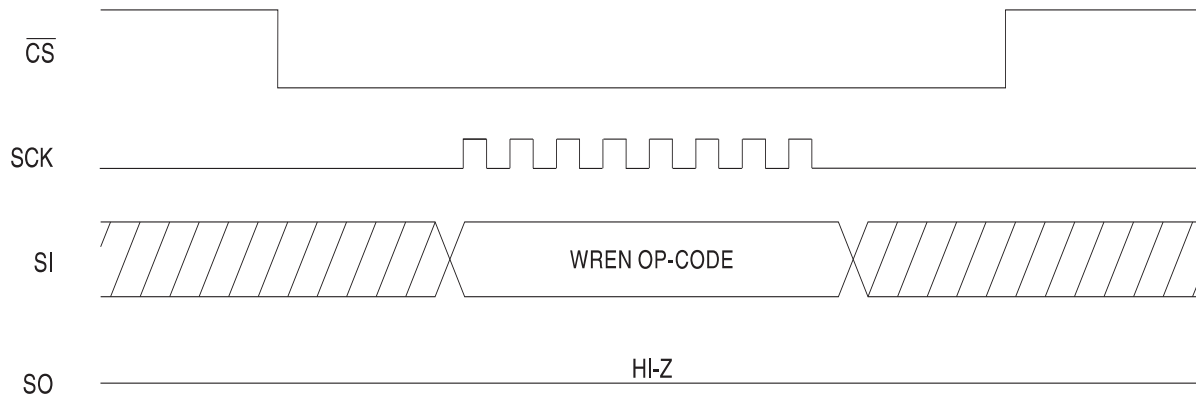 CS
SCK
SI
WREN OP-CODE
HI-Z
SO